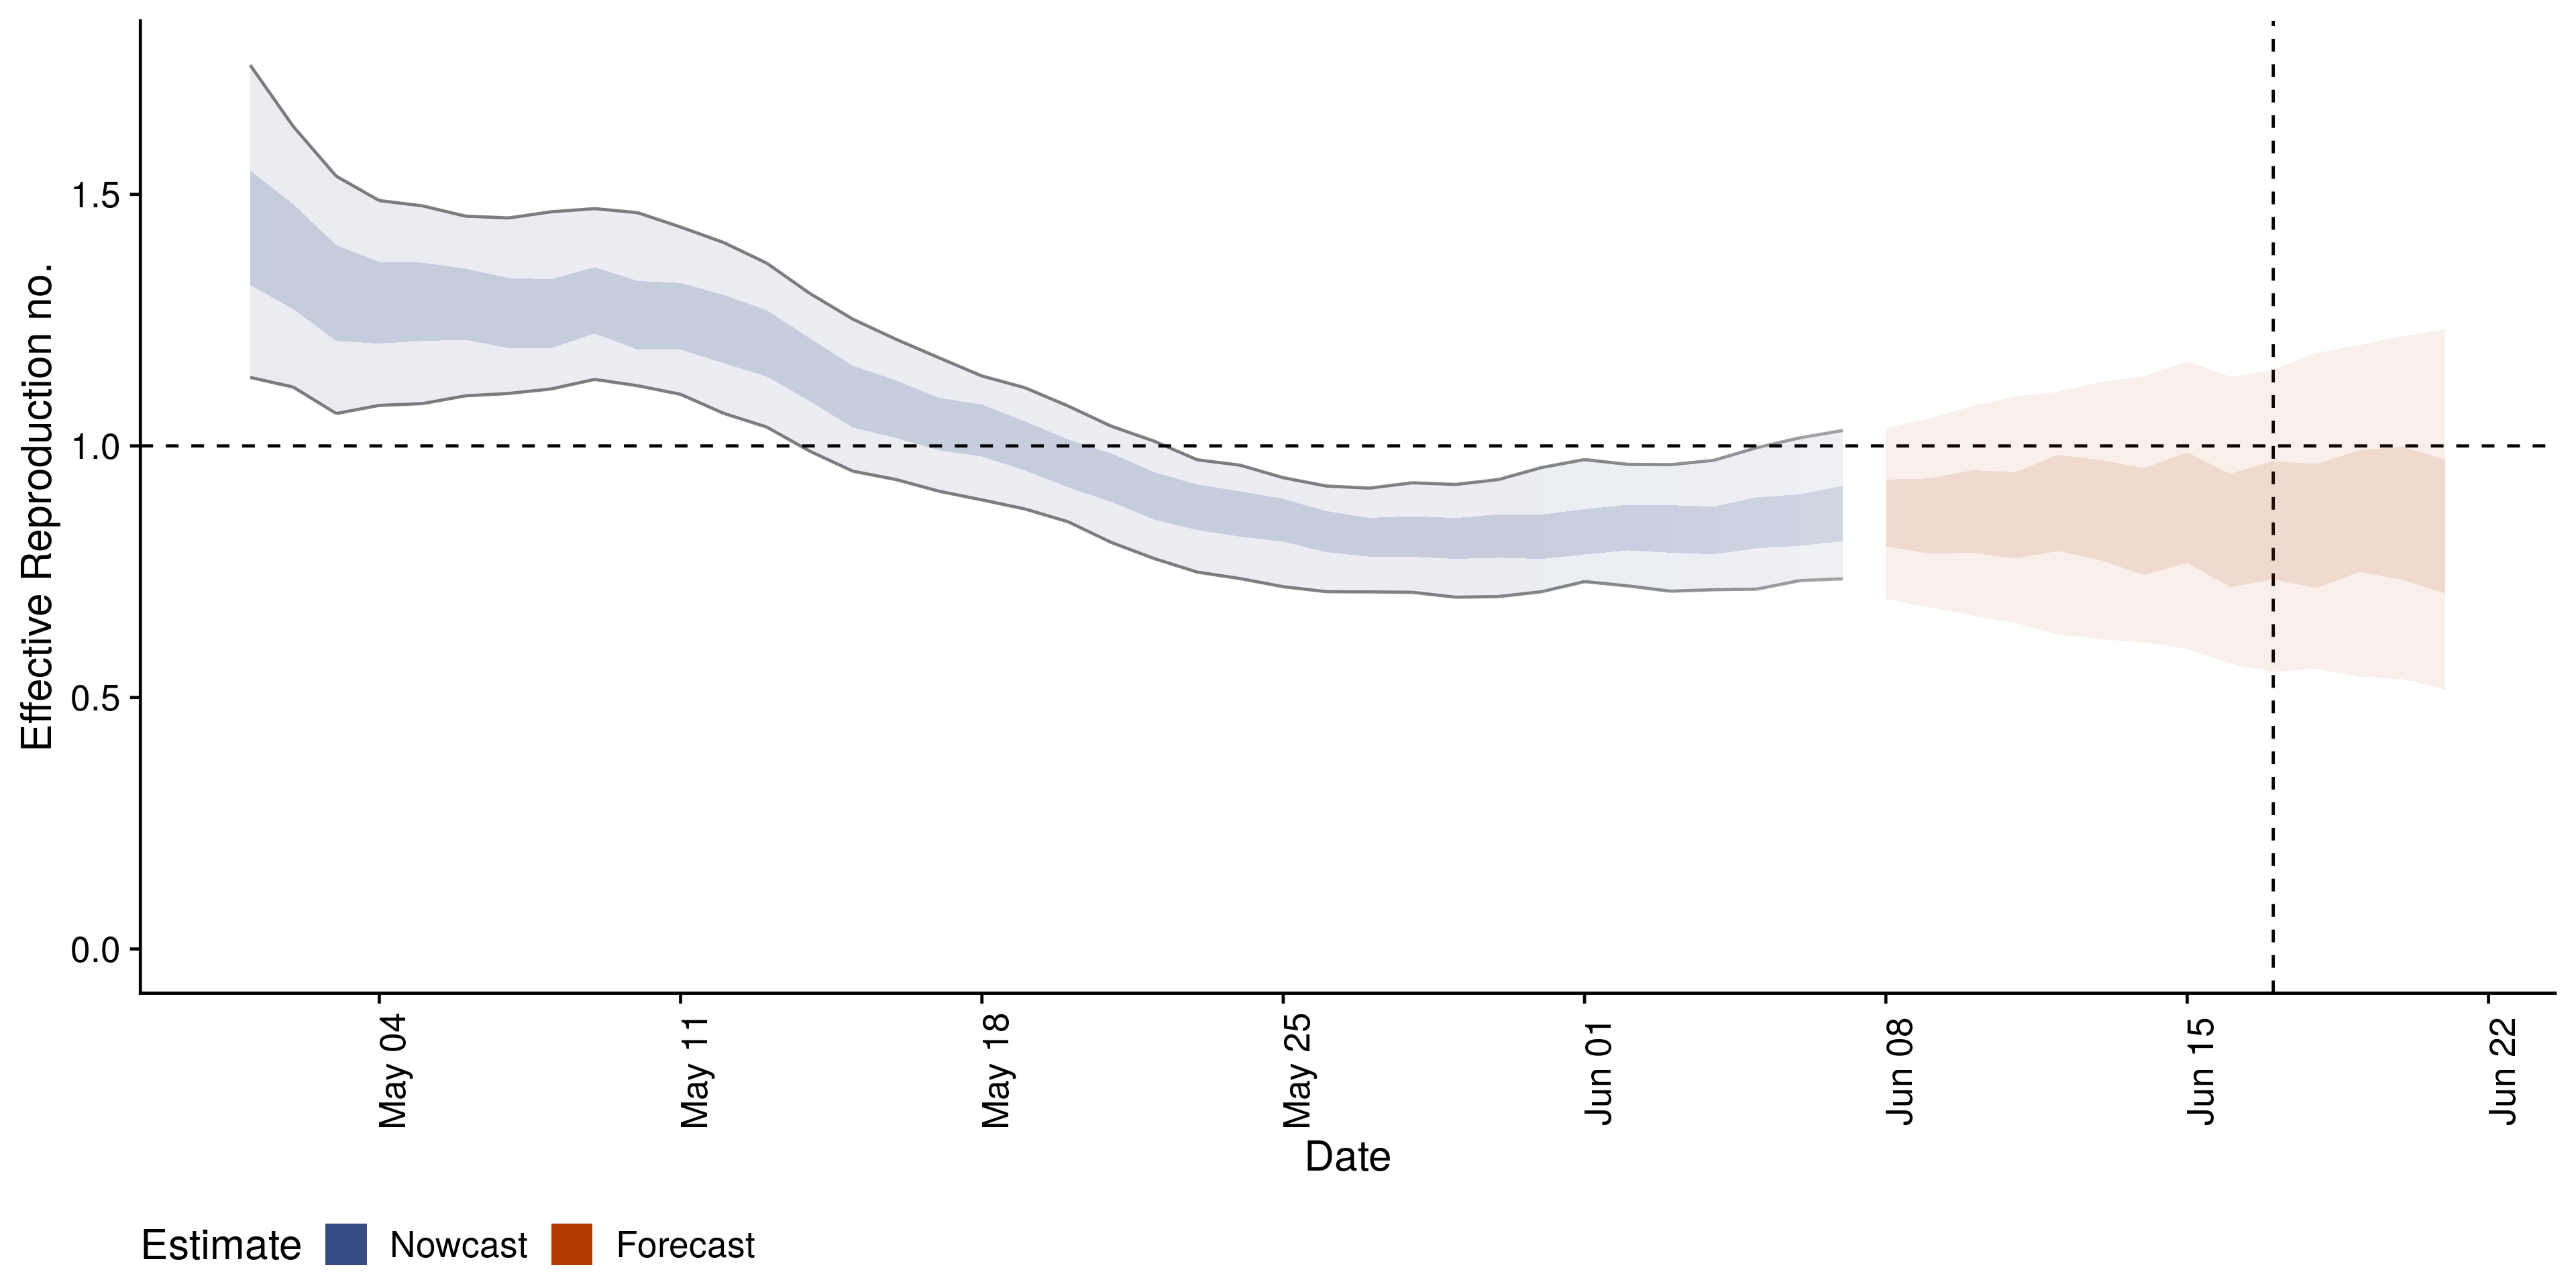 Effective Reproduction no.
1.5
1.0
0.5
0.0
May 04
May 11
May 18
May 25
Jun 01
Jun 08
Jun 15
Jun 22
Date
Estimate Nowcast Forecast